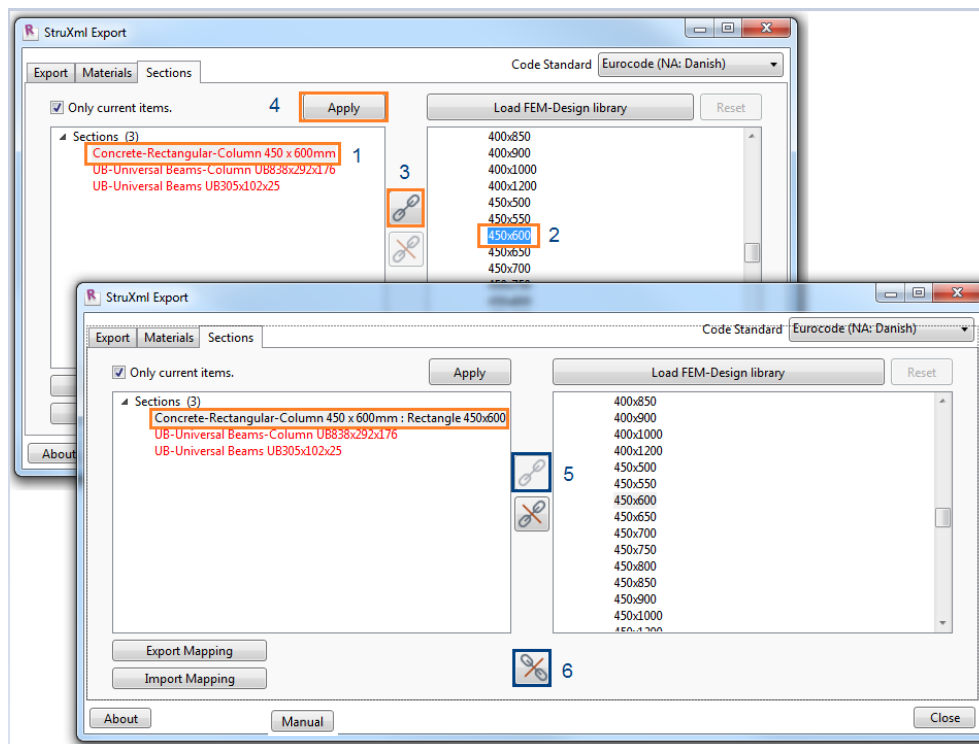 StruXml Export
Code Standard Eurocode (NA: Danish)
Export Materials Sections
Only current items. 4 Apply Load FEM-Design library Reset
Sections (3)
Concrete-Rectangular-Column 450 x 600mm 1
UB-Universal Beams-Column UB838x292x176
UB-Universal Beams UB305x102x25
3
400x850
400x900
400x1000
400x1200
450x500
450x550
450x600 2
450x650
450x700
About
StruXml Export
Code Standard Eurocode (NA: Danish)
Export Materials Sections
Only current items. Apply Load FEM-Design library Reset
Sections (3)
Concrete-Rectangular-Column 450 x 600mm : Rectangle 450x600
UB-Universal Beams-Column UB838x292x176
UB-Universal Beams UB305x102x25
5
400x850
400x900
400x1000
400x1200
450x500
450x550
450x600
450x650
450x700
450x750
450x800
450x850
450x900
450x1000
450x1200
Export Mapping
Import Mapping
6
About Manual Close